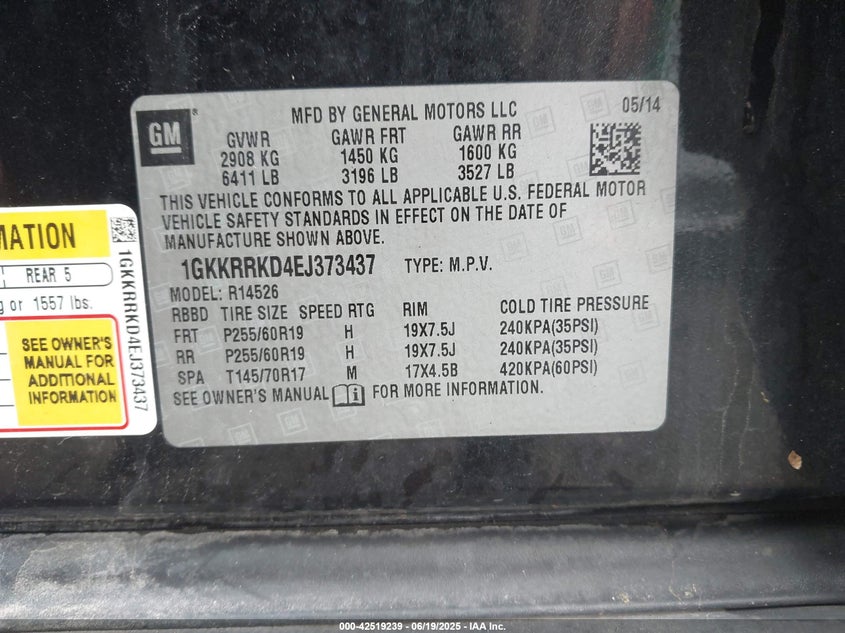 MFD BY GENERAL MOTORS LLC
05/14
GM
GVWR GAWR FRT GAWR RR
2908 KG 1450 KG 1600 KG
6411 LB 3196 LB 3527 LB
THIS VEHICLE CONFORMS TO ALL APPLICABLE U.S. FEDERAL MOTOR
VEHICLE SAFETY STANDARDS IN EFFECT ON THE DATE OF
MANUFACTURE SHOWN ABOVE.
1GKKRRKD4EJ373437 TYPE: M.P.V.
MODEL: R14526
RBBD TIRE SIZE SPEED RTG RIM COLD TIRE PRESSURE
FRT P255/60R19 H 19X7.5J 240KPA(35PSI)
RR P255/60R19 H 19X7.5J 240KPA(35PSI)
SPA T145/70R17 M 17X4.5B 420KPA(60PSI)
SEE OWNER'S MANUAL FOR MORE INFORMATION.
MATION
REAR 5
g or 1557 lbs.
SEE OWNER'S
MANUAL FOR
ADDITIONAL
INFORMATION
1GKKRRKD4EJ373437
000-42519239 - 06/19/2025 - IAA Inc.